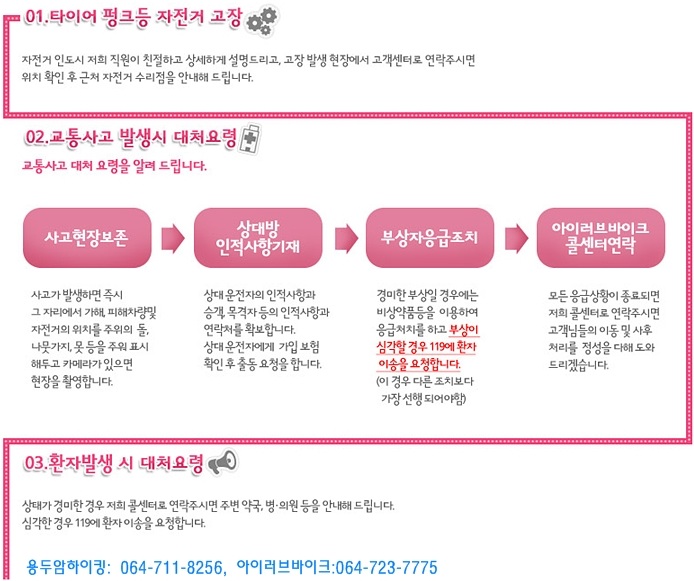 01.타이어 펑크등 자전거 고장
자전거 인도시 저희 직원이 친절하고 상세하게 설명드리고, 고장 발생 현장에서 고객센터로 연락주시면
위치 확인 후 근처 자전거 수리점을 안내해 드립니다.
02.교통사고 발생시 대처요령
교통사고 대처 요령을 알려 드립니다.
사고현장보존
사고가 발생하면 즉시
그 자리에서 가해, 피해차량및
자전거의 위치를 주위의 돌,
나뭇가지, 못 등을 주워 표시
해두고 카메라가 있으면
현장을 촬영합니다.
상대방
인적사항기재
상대 운전자의 인적사항과
승객, 목격자 등의 인적사항과
연락처를 확보합니다.
상대 운전자에게 가입 보험
확인 후 출동 요청을 합니다.
부상자응급조치
경미한 부상일 경우에는
비상약품등을 이용하여
응급처치를 하고 부상이
심각할 경우 119에 환자
이송을 요청합니다.
(이 경우 다른 조치보다
가장 선행 되어야함)
아이러브바이크
콜센터연락
모든 응급상황이 종료되면
저희 콜센터로 연락주시면
고객님들의 이동 및 사후
처리를 정성을 다해 도와
드리겠습니다.
03.환자발생 시 대처요령
상태가 경미한 경우 저희 콜센터로 연락주시면 주변 약국, 병·의원 등을 안내해 드립니다.
심각한 경우 119에 환자 이송을 요청합니다.
용두암하이킹: 064-711-8256, 아이러브바이크:064-723-7775